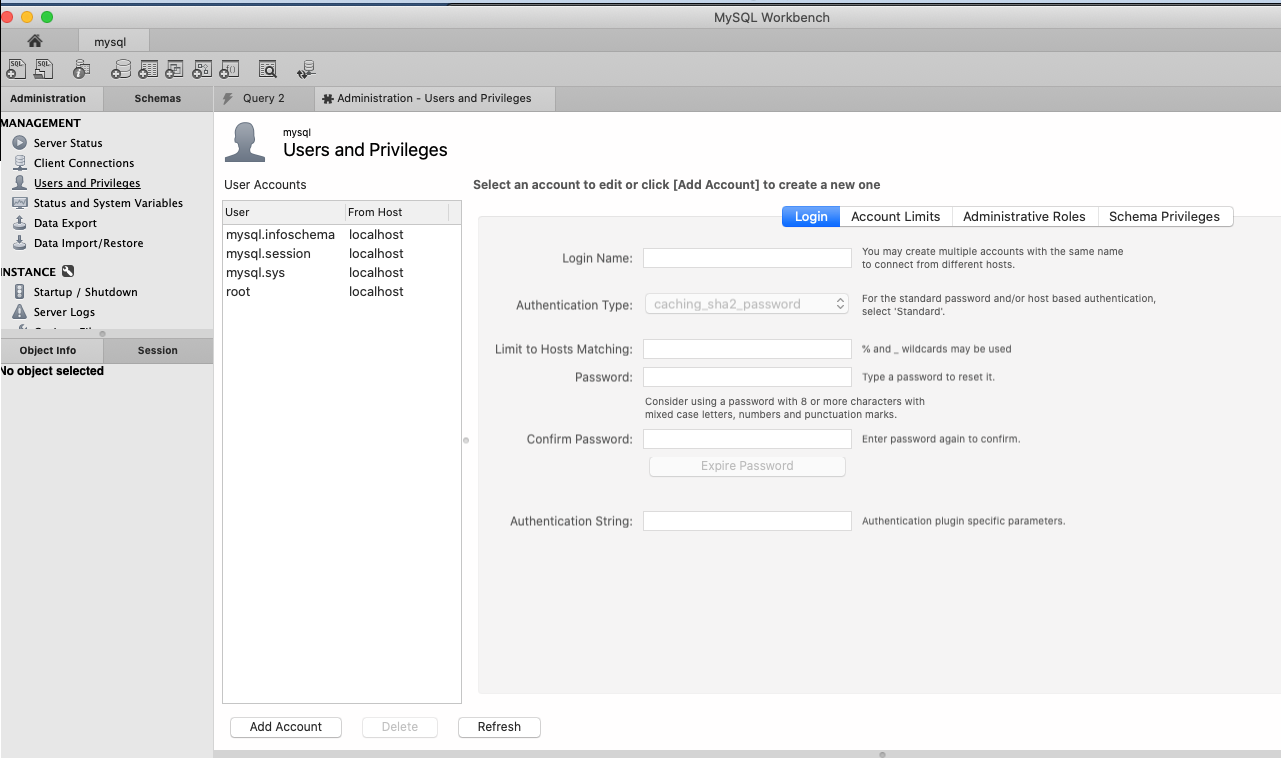 MySQL Workbench
mysql
Administration
Schemas
Query 2
Administration - Users and Privileges
MANAGEMENT
Server Status
Client Connections
Users and Privileges
Status and System Variables
Data Export
Data Import/Restore
INSTANCE
Startup / Shutdown
Server Logs
Object Info
Session
No object selected
mysql
Users and Privileges
User Accounts
User From Host
mysql.infoschema localhost
mysql.session localhost
mysql.sys localhost
root localhost
Add Account
Delete
Refresh
Select an account to edit or click [Add Account] to create a new one
Login
Account Limits
Administrative Roles
Schema Privileges
Login Name:
You may create multiple accounts with the same name
to connect from different hosts.
Authentication Type:
caching_sha2_password
For the standard password and/or host based authentication,
select 'Standard'.
Limit to Hosts Matching:
% and _ wildcards may be used
Password:
Type a password to reset it.
Consider using a password with 8 or more characters with
mixed case letters, numbers and punctuation marks.
Confirm Password:
Enter password again to confirm.
Expire Password
Authentication String:
Authentication plugin specific parameters.